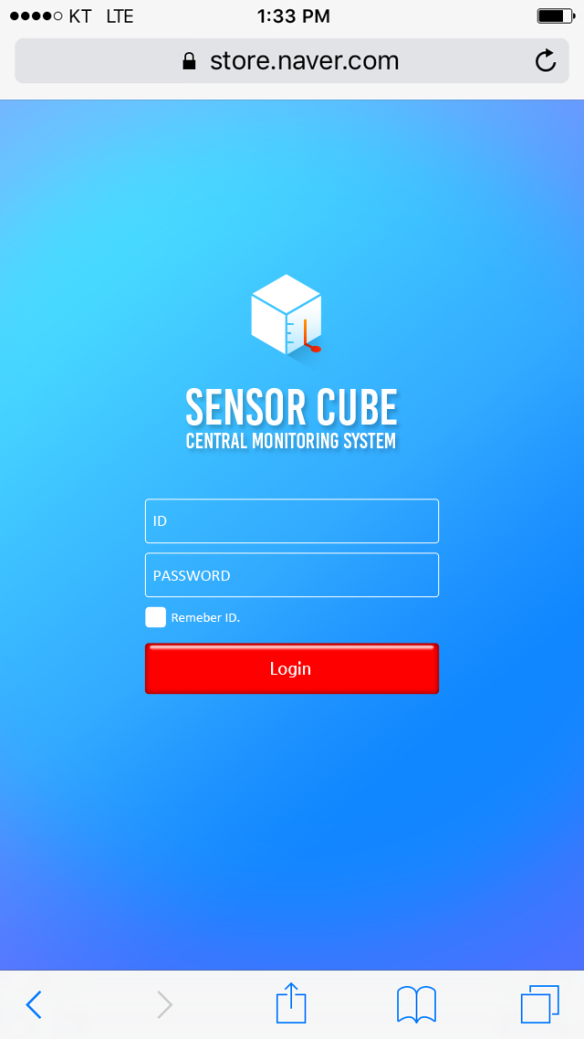 KT LTE 1:33 PM
store.naver.com
SENSOR CUBE
CENTRAL MONITORING SYSTEM
ID
PASSWORD
Remeber ID.
Login